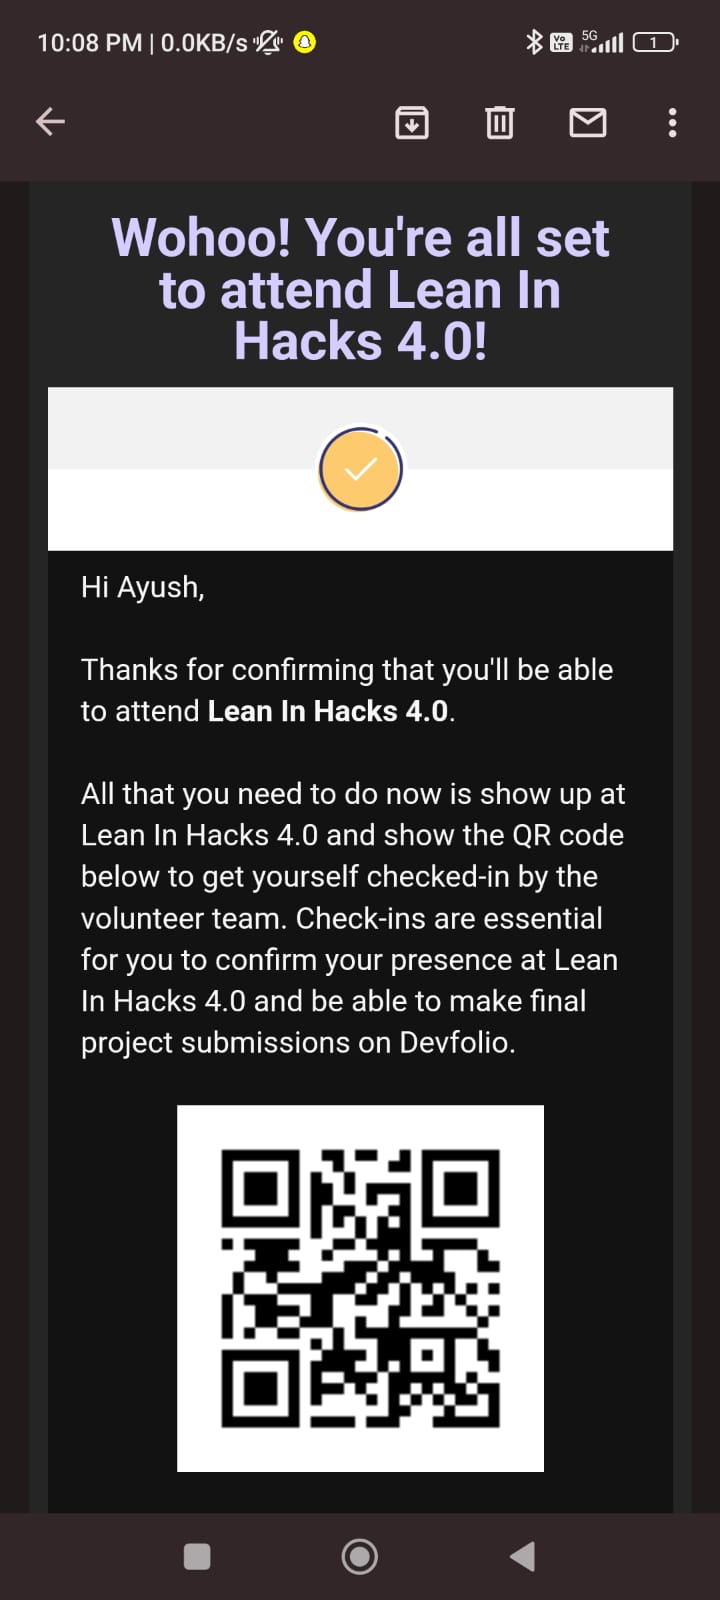 10:08 PM | 0.0KB/s
Vo LTE 5G 1
Wohoo! You're all set
to attend Lean In
Hacks 4.0!
Hi Ayush,
Thanks for confirming that you'll be able
to attend Lean In Hacks 4.0.
All that you need to do now is show up at
Lean In Hacks 4.0 and show the QR code
below to get yourself checked-in by the
volunteer team. Check-ins are essential
for you to confirm your presence at Lean
In Hacks 4.0 and be able to make final
project submissions on Devfolio.